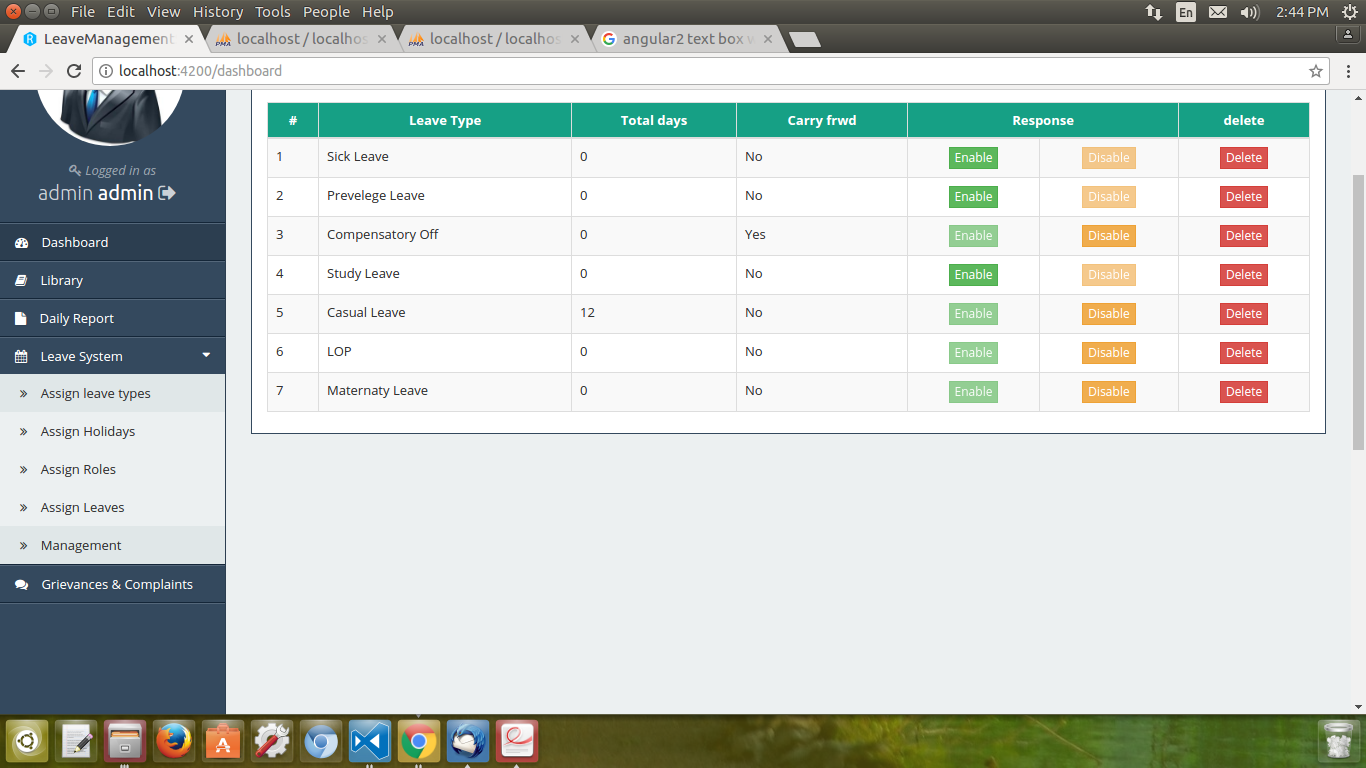 File Edit View History Tools People Help En 2:44 PM
LeaveManagement localhost / localhos localhost / localhos angular2 text box w
localhost:4200/dashboard
Logged in as
admin admin
Dashboard
Library
Daily Report
Leave System
Assign leave types
Assign Holidays
Assign Roles
Assign Leaves
Management
Grievances & Complaints
# Leave Type Total days Carry frwd Response delete
1 Sick Leave 0 No Enable Disable Delete
2 Prevelege Leave 0 No Enable Disable Delete
3 Compensatory Off 0 Yes Enable Disable Delete
4 Study Leave 0 No Enable Disable Delete
5 Casual Leave 12 No Enable Disable Delete
6 LOP 0 No Enable Disable Delete
7 Maternaty Leave 0 No Enable Disable Delete